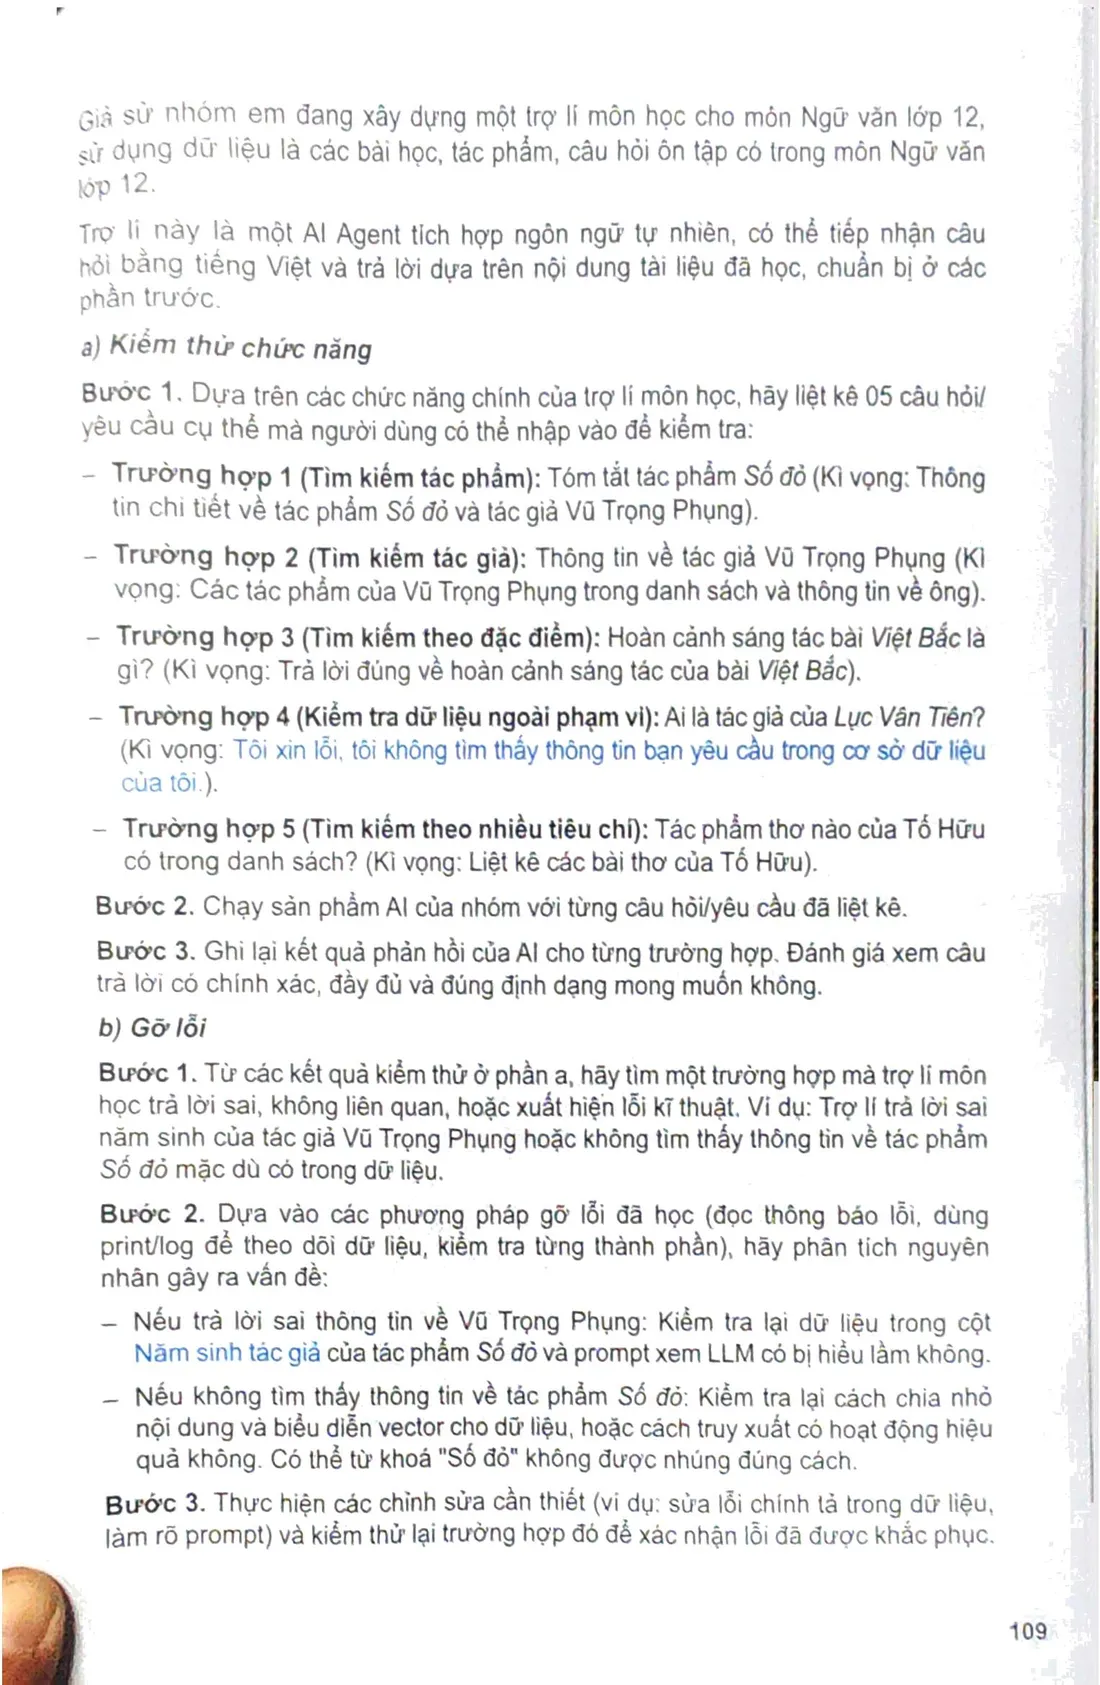 Giả sử nhóm em đang xây dựng một trợ lí môn học cho môn Ngữ văn lớp 12,
sử dụng dữ liệu là các bài học, tác phẩm, câu hỏi ôn tập có trong môn Ngữ văn
lớp 12.
Trợ lí này là một AI Agent tích hợp ngôn ngữ tự nhiên, có thể tiếp nhận câu
hỏi bằng tiếng Việt và trả lời dựa trên nội dung tài liệu đã học, chuẩn bị ở các
phần trước.
a) Kiểm thử chức năng
Bước 1. Dựa trên các chức năng chính của trợ lí môn học, hãy liệt kê 05 câu hỏi/
yêu cầu cụ thể mà người dùng có thể nhập vào để kiểm tra:
– Trường hợp 1 (Tìm kiếm tác phẩm): Tóm tắt tác phẩm Số đỏ (Kì vọng: Thông
tin chi tiết về tác phẩm Số đỏ và tác giả Vũ Trọng Phụng).
– Trường hợp 2 (Tìm kiếm tác giả): Thông tin về tác giả Vũ Trọng Phụng (Kì
vọng: Các tác phẩm của Vũ Trọng Phụng trong danh sách và thông tin về ông).
– Trường hợp 3 (Tìm kiếm theo đặc điểm): Hoàn cảnh sáng tác bài Việt Bắc là
gì? (Kì vọng: Trả lời đúng về hoàn cảnh sáng tác của bài Việt Bắc).
– Trường hợp 4 (Kiểm tra dữ liệu ngoài phạm vi): Ai là tác giả của Lục Vân Tiên?
(Kì vọng: Tôi xin lỗi, tôi không tìm thấy thông tin bạn yêu cầu trong cơ sở dữ liệu
của tôi.).
– Trường hợp 5 (Tìm kiếm theo nhiều tiêu chí): Tác phẩm thơ nào của Tố Hữu
có trong danh sách? (Kì vọng: Liệt kê các bài thơ của Tố Hữu).
Bước 2. Chạy sản phẩm AI của nhóm với từng câu hỏi/yêu cầu đã liệt kê.
Bước 3. Ghi lại kết quả phản hồi của AI cho từng trường hợp. Đánh giá xem câu
trả lời có chính xác, đầy đủ và đúng định dạng mong muốn không.
b) Gỡ lỗi
Bước 1. Từ các kết quả kiểm thử ở phần a, hãy tìm một trường hợp mà trợ lí môn
học trả lời sai, không liên quan, hoặc xuất hiện lỗi kĩ thuật. Ví dụ: Trợ lí trả lời sai
năm sinh của tác giả Vũ Trọng Phụng hoặc không tìm thấy thông tin về tác phẩm
Số đỏ mặc dù có trong dữ liệu.
Bước 2. Dựa vào các phương pháp gỡ lỗi đã học (đọc thông báo lỗi, dùng
print/log để theo dõi dữ liệu, kiểm tra từng thành phần), hãy phân tích nguyên
nhân gây ra vấn đề:
– Nếu trả lời sai thông tin về Vũ Trọng Phụng: Kiểm tra lại dữ liệu trong cột
Năm sinh tác giả của tác phẩm Số đỏ và prompt xem LLM có bị hiểu lầm không.
– Nếu không tìm thấy thông tin về tác phẩm Số đỏ: Kiểm tra lại cách chia nhỏ
nội dung và biểu diễn vector cho dữ liệu, hoặc cách truy xuất có hoạt động hiệu
quả không. Có thể từ khoá "Số đỏ" không được nhúng đúng cách.
Bước 3. Thực hiện các chỉnh sửa cần thiết (ví dụ: sửa lỗi chính tả trong dữ liệu,
làm rõ prompt) và kiểm thử lại trường hợp đó để xác nhận lỗi đã được khắc phục.
109